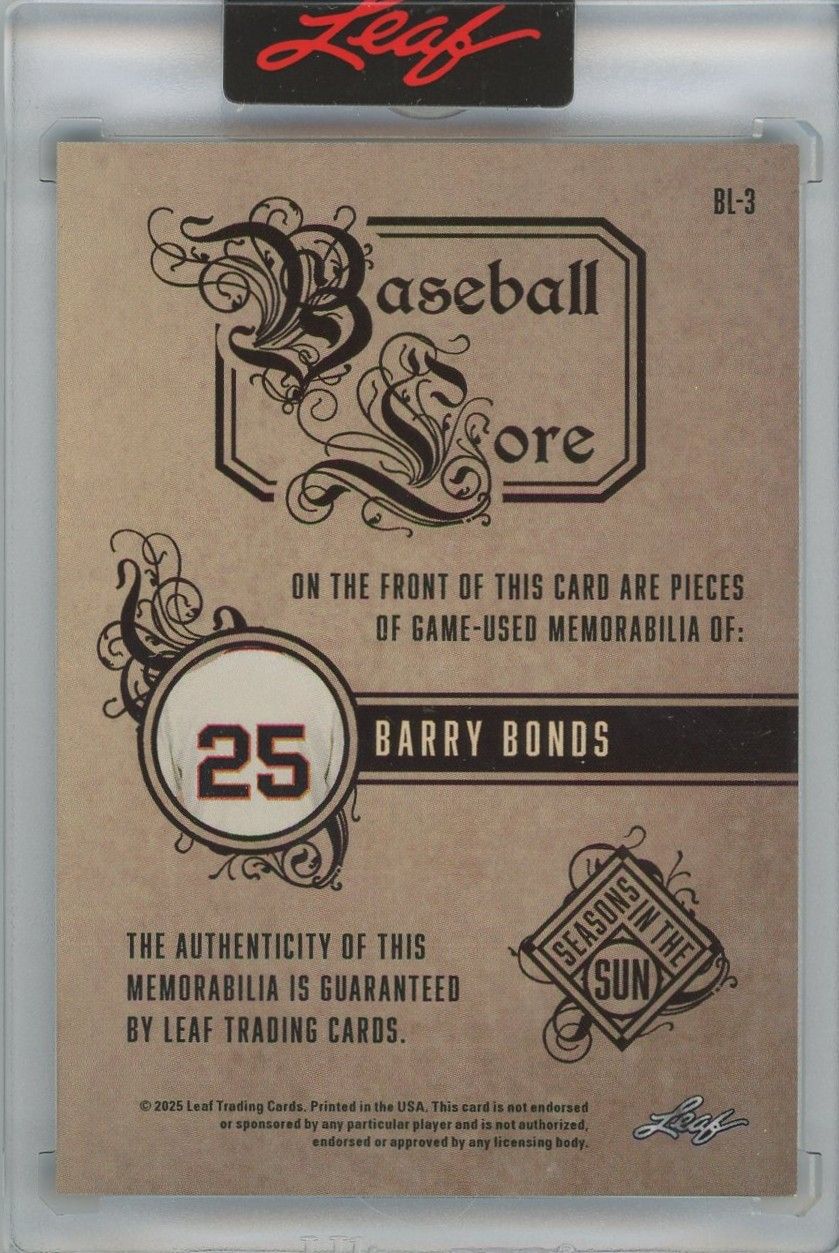 Leaf
BL-3
Baseball
Lore
ON THE FRONT OF THIS CARD ARE PIECES
OF GAME-USED MEMORABILIA OF:
25
BARRY BONDS
SEASONS
IN THE
SUN
THE AUTHENTICITY OF THIS
MEMORABILIA IS GUARANTEED
BY LEAF TRADING CARDS.
© 2025 Leaf Trading Cards. Printed in the USA. This card is not endorsed
or sponsored by any particular player and is not authorized,
endorsed or approved by any licensing body.
Leaf